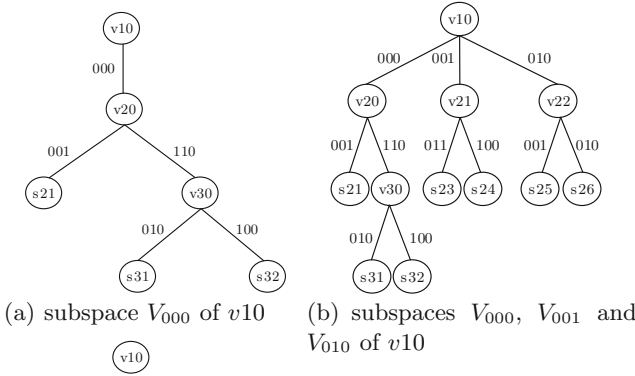 v10
000
v20
001 110
s21 v30
010 100
s31 s32
(a) subspace V000 of v10
v10
000 001 010
v20 v21 v22
001 110 011 100 001 010
s21 v30 s23 s24 s25 s26
010 100
s31 s32
(b) subspaces V000, V001 and
V010 of v10
v10